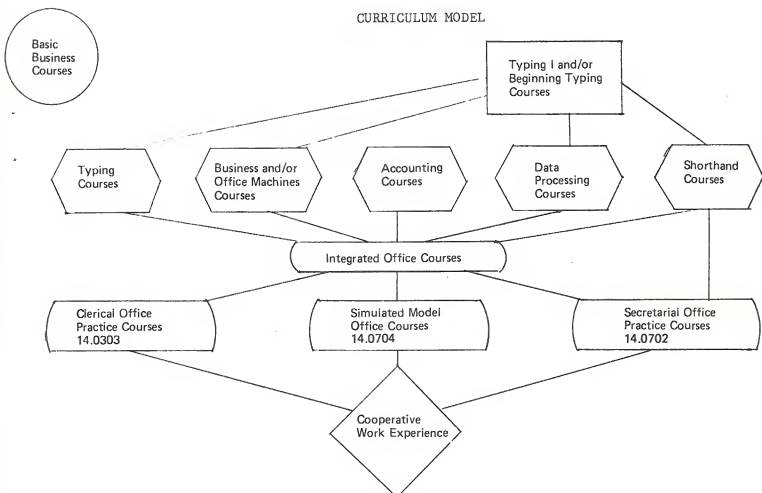 CURRICULUM MODEL
Basic
Business
Courses
Typing I and/or
Beginning Typing
Courses
Typing
Courses
Business and/or
Office Machines
Courses
Accounting
Courses
Data
Processing
Courses
Shorthand
Courses
Integrated Office Courses
Clerical Office
Practice Courses
14.0303
Simulated Model
Office Courses
14.0704
Secretarial Office
Practice Courses
14.0702
Cooperative
Work Experience